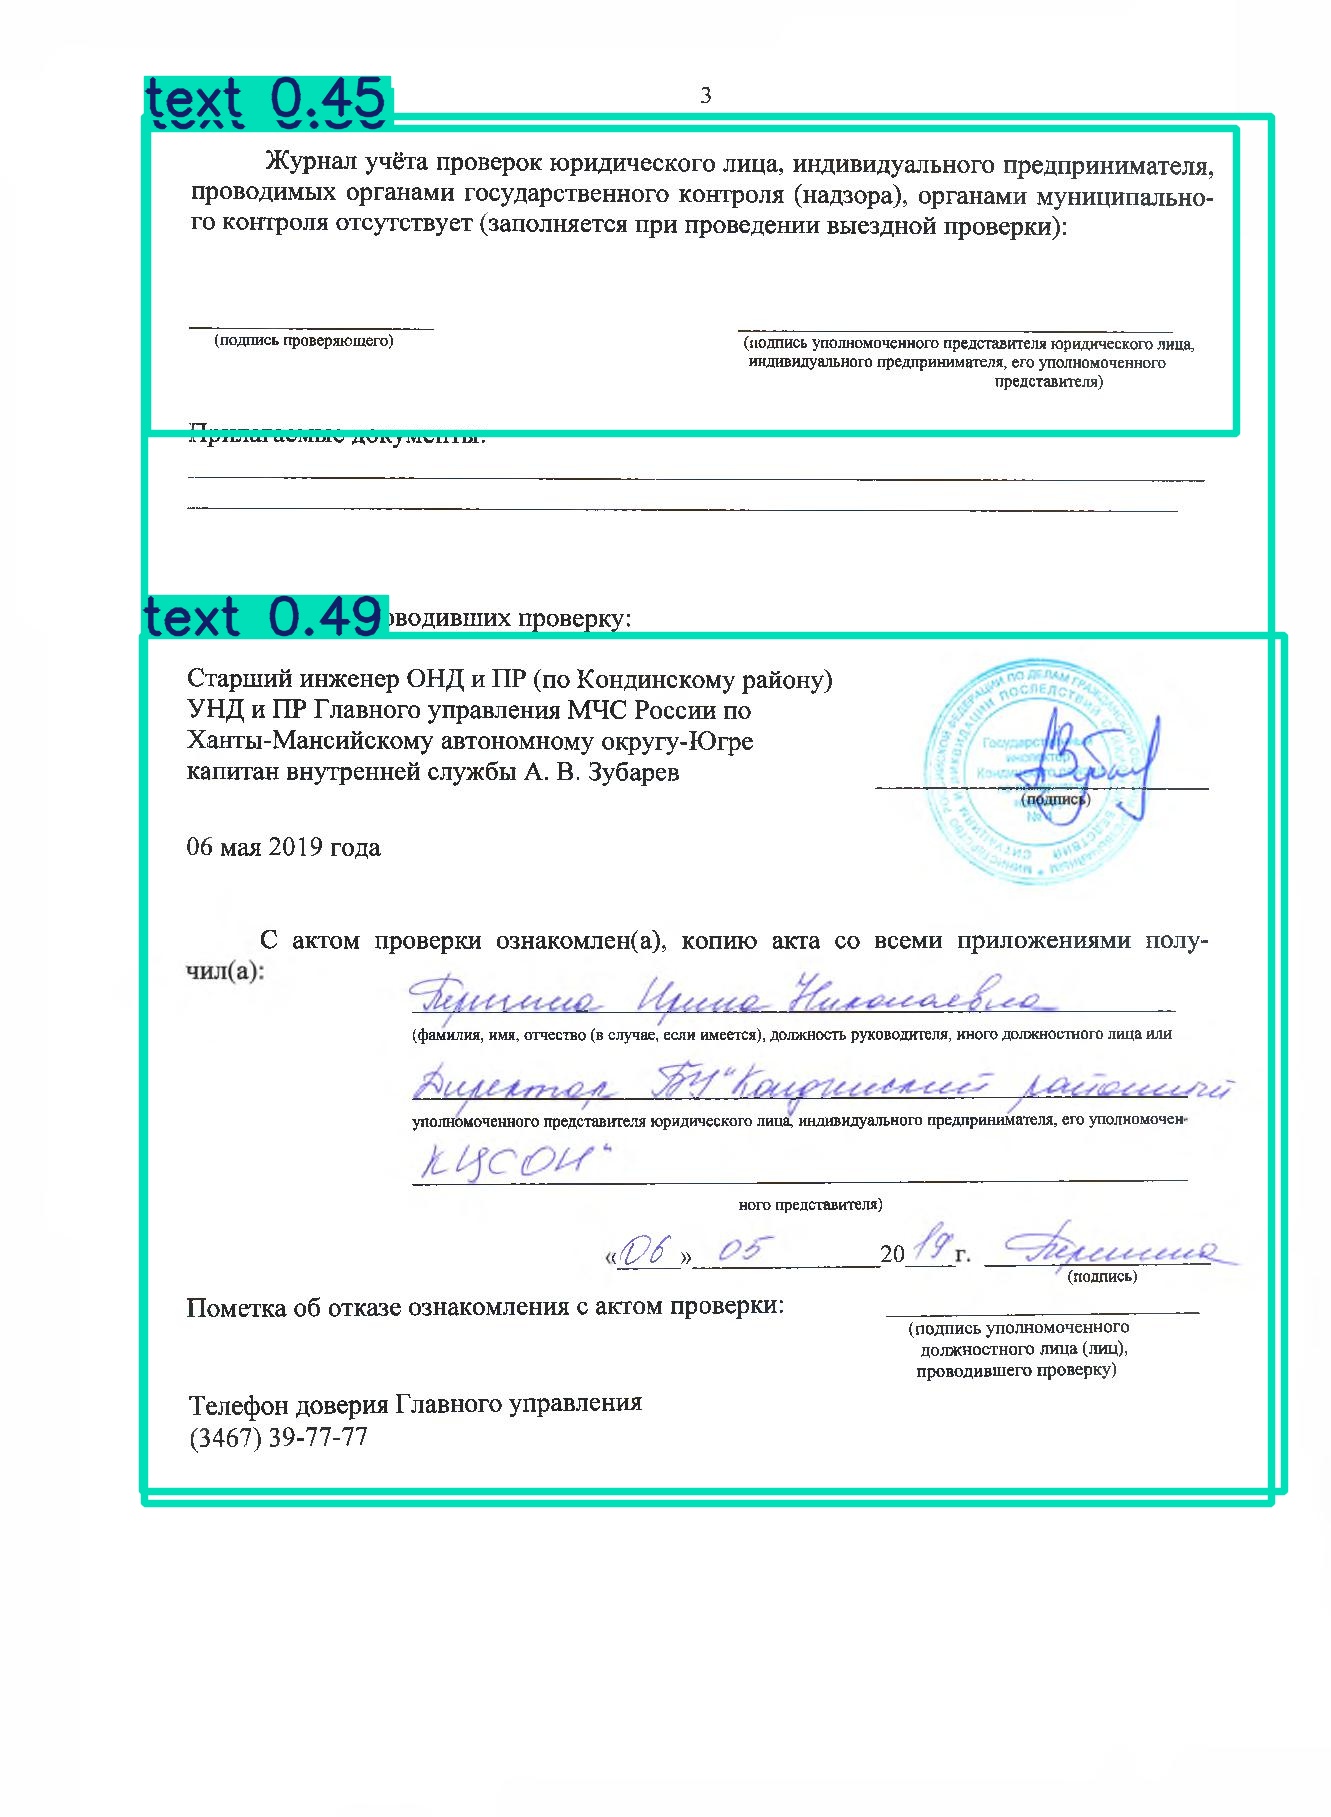 text 0.45
3
Журнал учёта проверок юридического лица, индивидуального предпринимателя,
проводимых органами государственного контроля (надзора), органами муниципально-
го контроля отсутствует (заполняется при проведении выездной проверки):
(подпись проверяющего)
(подпись уполномоченного представителя юридического лица,
индивидуального предпринимателя, его уполномоченного
представителя)
Прилагаемые документы:
text 0.49
проверку:
Старший инженер ОНД и ПР (по Кондинскому району)
УНД и ПР Главного управления МЧС России по
Ханты-Мансийскому автономному округу-Югре
капитан внутренней службы А. В. Зубарев
(подпись)
06 мая 2019 года
С актом проверки ознакомлен(а), копию акта со всеми приложениями полу-
чил(а):
Ирина Николаевна
(фамилия, имя, отчество (в случае, если имеется), должность руководителя, иного должностного лица или
Директор БУ "Кондинский районный
уполномоченного представителя юридического лица, индивидуального предпринимателя, его уполномочен-
КЦСОН"
ного представителя)
«06» 05 2019 г.
(подпись)
Пометка об отказе ознакомления с актом проверки:
(подпись уполномоченного
должностного лица (лиц),
проводившего проверку)
Телефон доверия Главного управления
(3467) 39-77-77